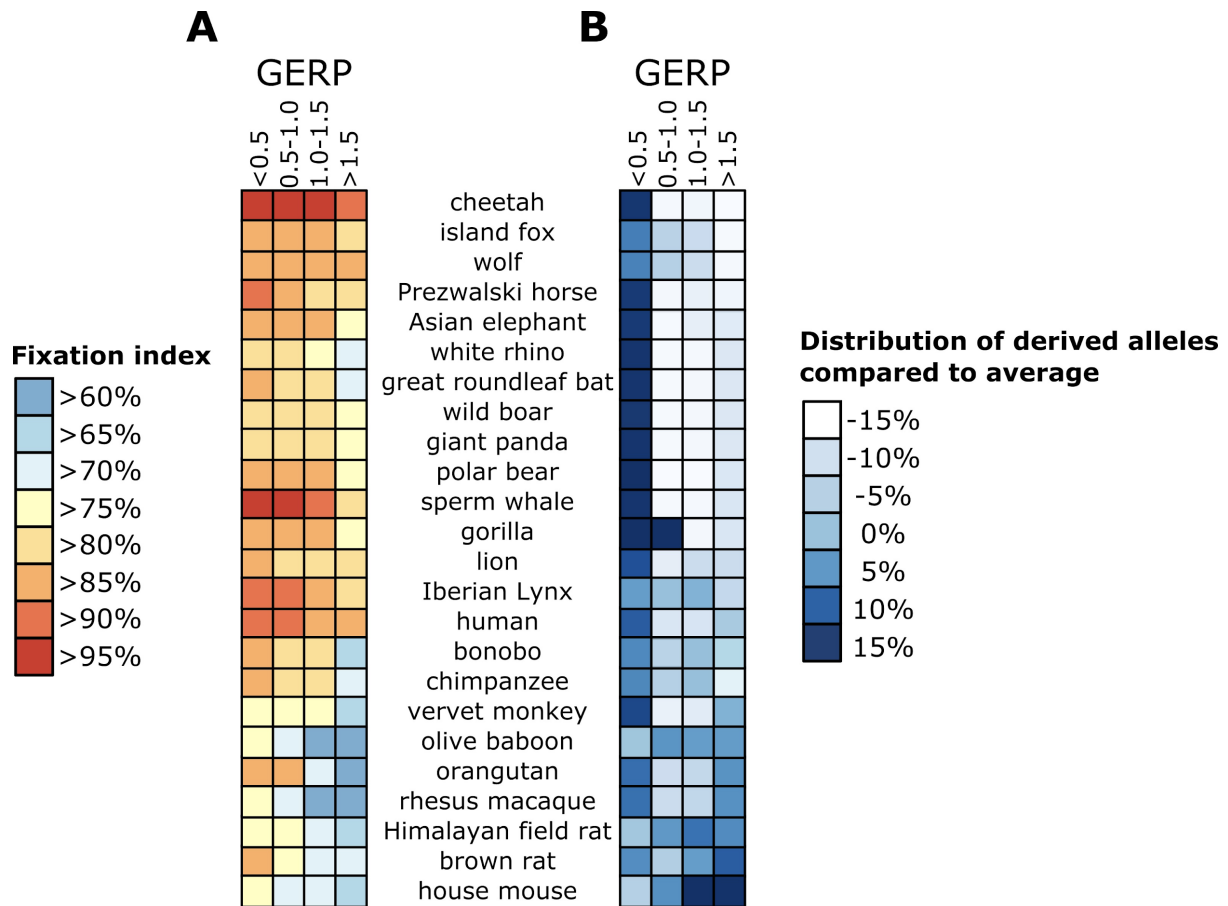 A
B
GERP
GERP
<0.5
0.5-1.0
1.0-1.5
>1.5
<0.5
0.5-1.0
1.0-1.5
>1.5
cheetah
island fox
wolf
Prezwalski horse
Asian elephant
white rhino
great roundleaf bat
wild boar
giant panda
polar bear
sperm whale
gorilla
lion
Iberian Lynx
human
bonobo
chimpanzee
vervet monkey
olive baboon
orangutan
rhesus macaque
Himalayan field rat
brown rat
house mouse
Fixation index
>60%
>65%
>70%
>75%
>80%
>85%
>90%
>95%
Distribution of derived alleles
compared to average
-15%
-10%
-5%
0%
5%
10%
15%